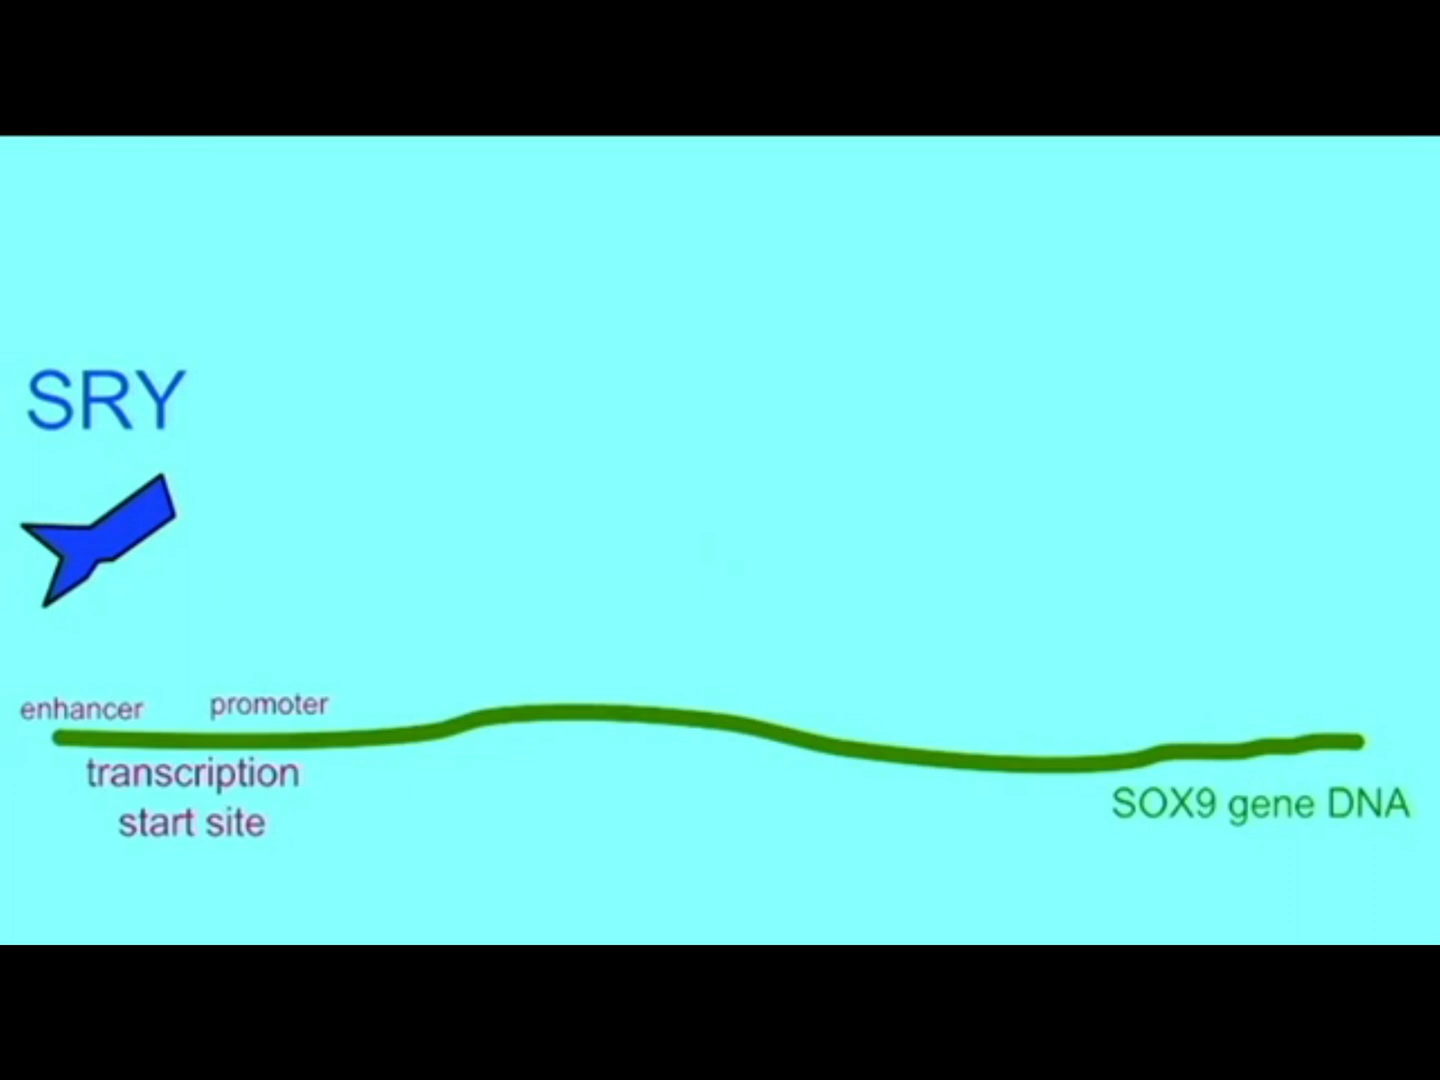 SRY
enhancer
promoter
transcription
start site
SOX9 gene DNA